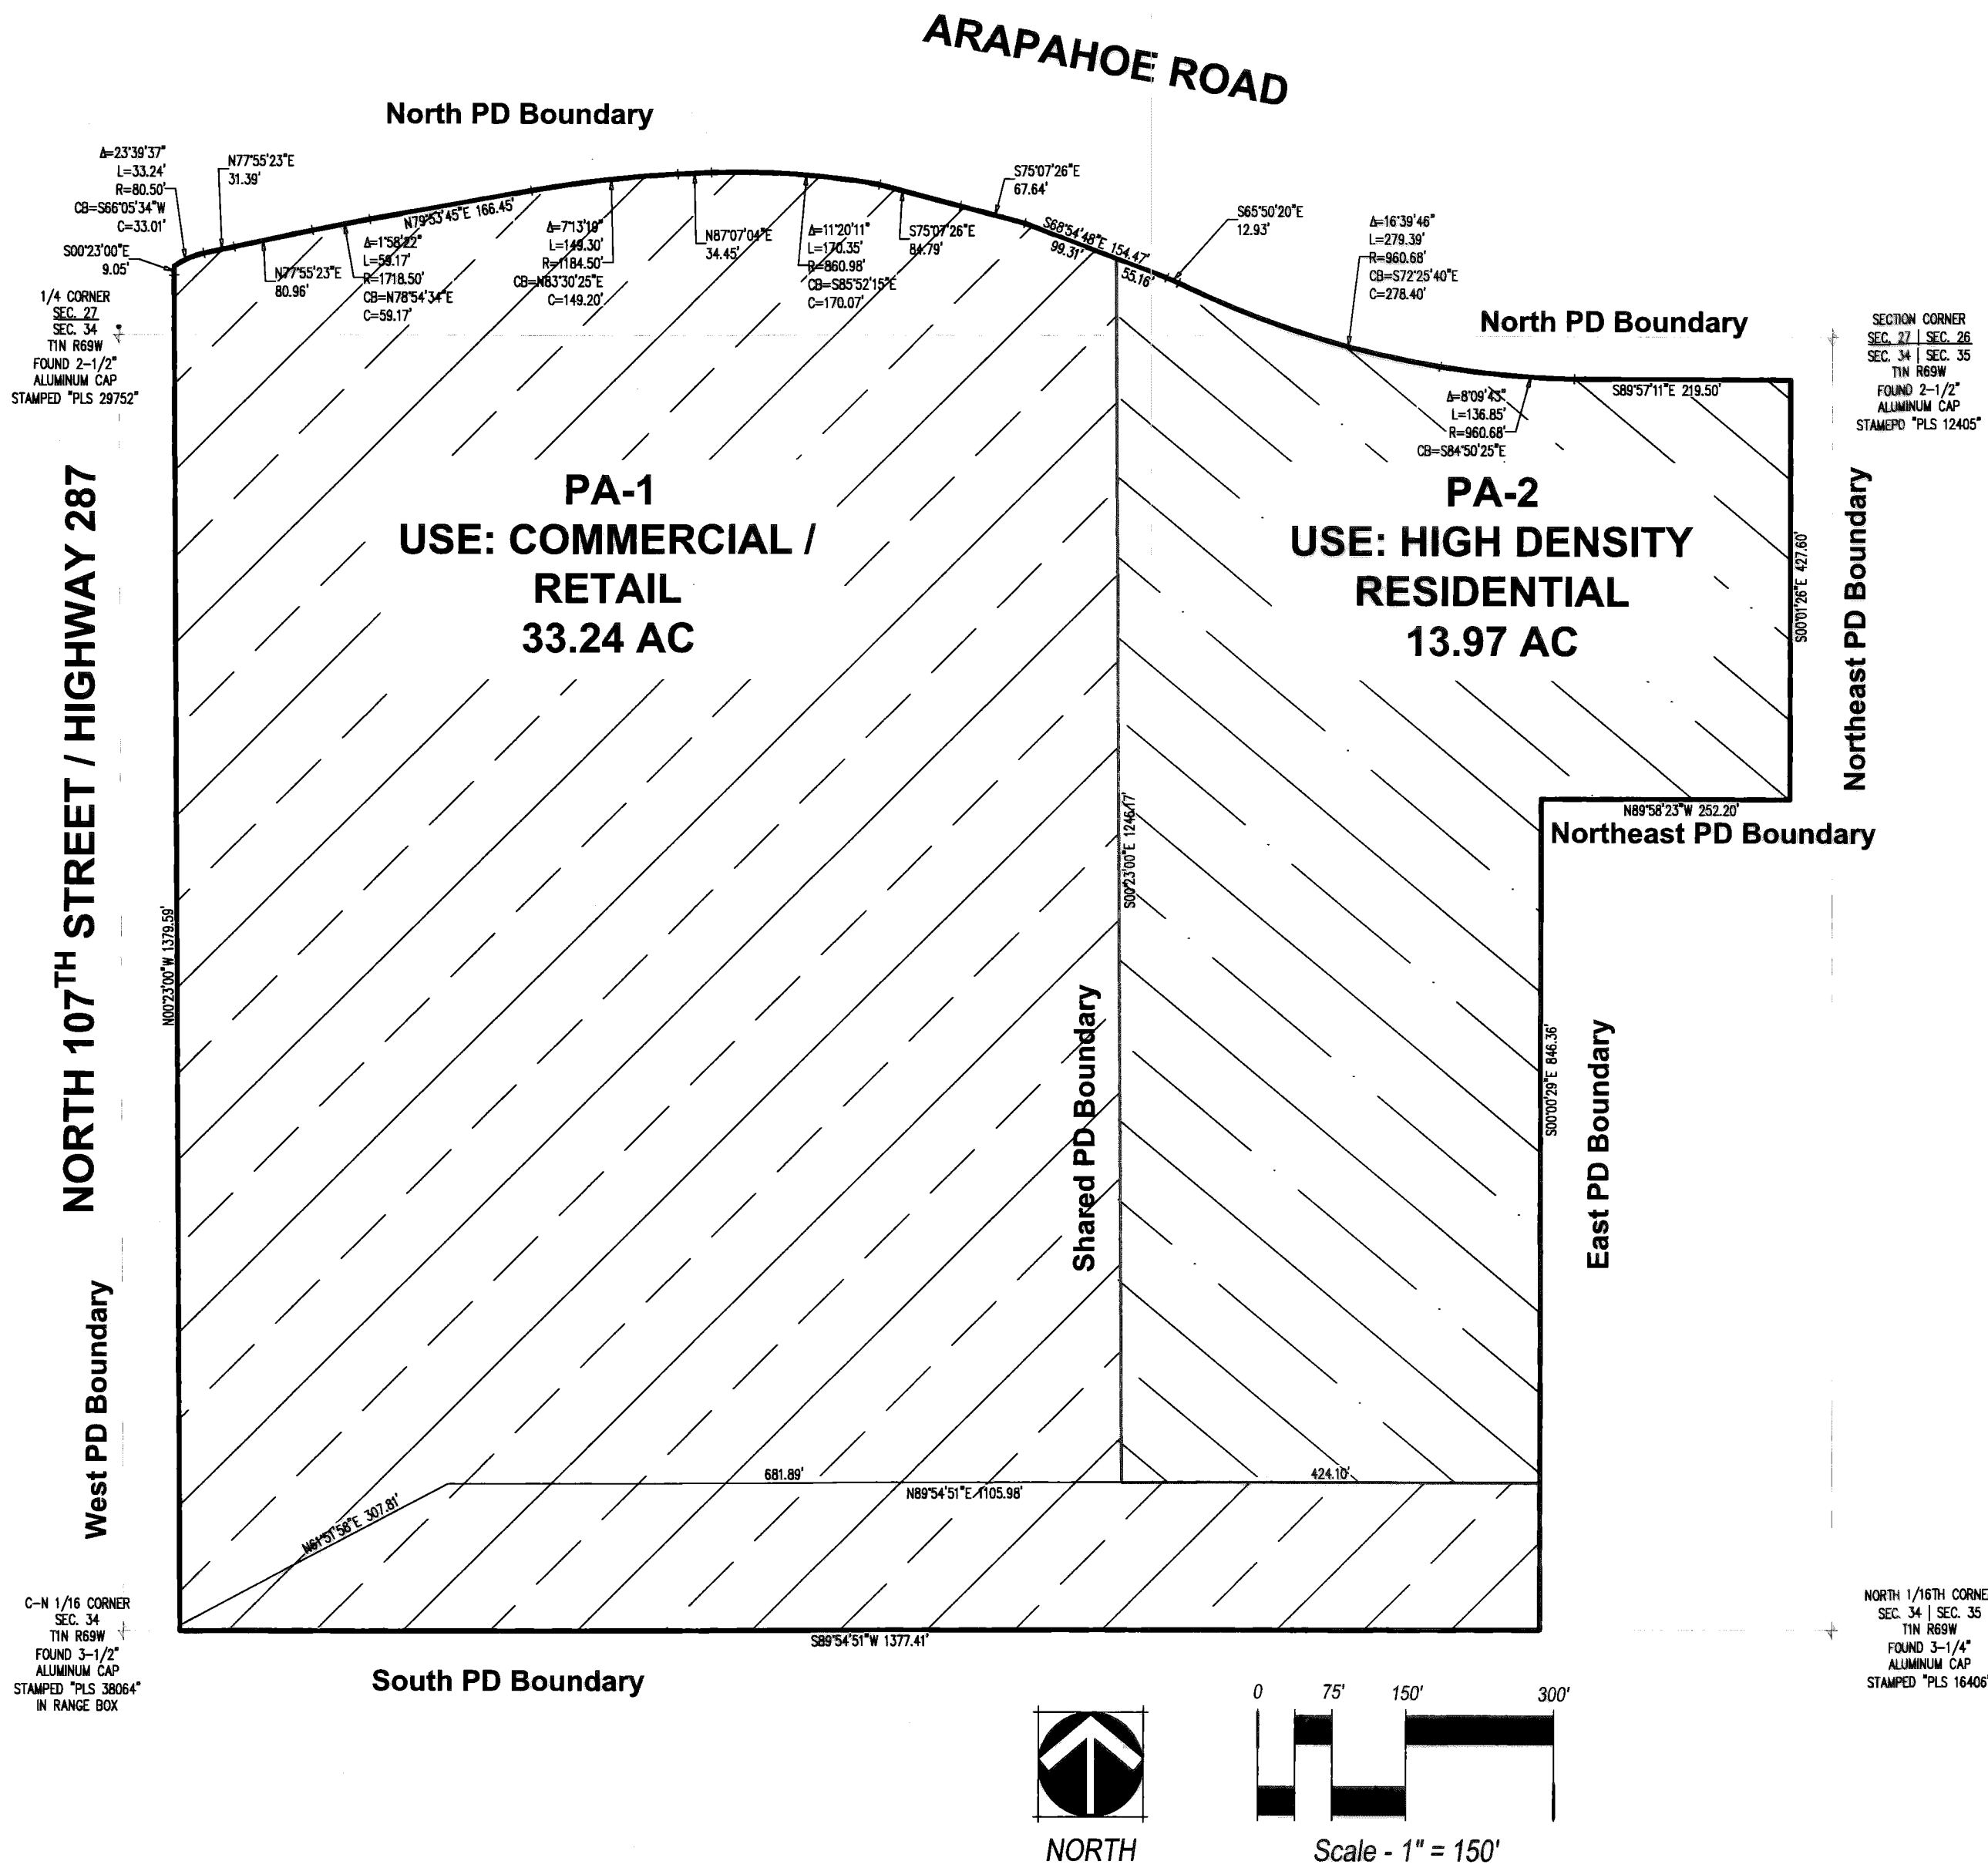 ARAPAHOE ROAD
North PD Boundary
Δ=23°39'37"
L=33.24'
R=80.50'
CB=S66°05'34"W
C=33.01'
N77°55'23"E
31.39'
S00°23'00"E
9.05'
N77°55'23"E
80.96'
Δ=1°58'22"
L=59.17'
R=1718.50'
CB=N78°54'34"E
C=59.17'
N79°53'45"E 166.45'
Δ=7°13'19"
L=149.30'
R=1184.50'
CB=N83°30'25"E
C=149.20'
N87°07'04"E
34.45'
Δ=11°20'11"
L=170.35'
R=860.98'
CB=S85°52'15"E
C=170.07'
S75°07'26"E
84.79'
S75°07'26"E
67.64'
S68°54'48"E 154.47'
99.31'
55.16'
S65°50'20"E
12.93'
Δ=16°39'46"
L=279.39'
R=960.68'
CB=S72°25'40"E
C=278.40'
North PD Boundary
Δ=8°09'43"
L=136.85'
R=960.68'
CB=S84°50'25"E
S89°57'11"E 219.50'
1/4 CORNER
SEC. 27
SEC. 34
T1N R69W
FOUND 2-1/2"
ALUMINUM CAP
STAMPED "PLS 29752"
SECTION CORNER
SEC. 27 | SEC. 26
SEC. 34 | SEC. 35
T1N R69W
FOUND 2-1/2"
ALUMINUM CAP
STAMEPD "PLS 12405"
PA-1
USE: COMMERCIAL /
RETAIL
33.24 AC
PA-2
USE: HIGH DENSITY
RESIDENTIAL
13.97 AC
NORTH 107TH STREET / HIGHWAY 287
West PD Boundary
N00°23'00"W 1379.59'
S00°23'00"E 1246.17'
Shared PD Boundary
S00°01'26"E 427.60'
Northeast PD Boundary
N89°58'23"W 252.20'
Northeast PD Boundary
S00°00'29"E 846.36'
East PD Boundary
N61°51'58"E 307.81'
681.89'
N89°54'51"E 1105.98'
424.10'
S89°54'51"W 1377.41'
South PD Boundary
C-N 1/16 CORNER
SEC. 34
T1N R69W
FOUND 3-1/2"
ALUMINUM CAP
STAMPED "PLS 38064"
IN RANGE BOX
NORTH 1/16TH CORNE
SEC. 34 | SEC. 35
T1N R69W
FOUND 3-1/4"
ALUMINUM CAP
STAMPED "PLS 16406"
NORTH
0 75' 150' 300'
Scale - 1" = 150'